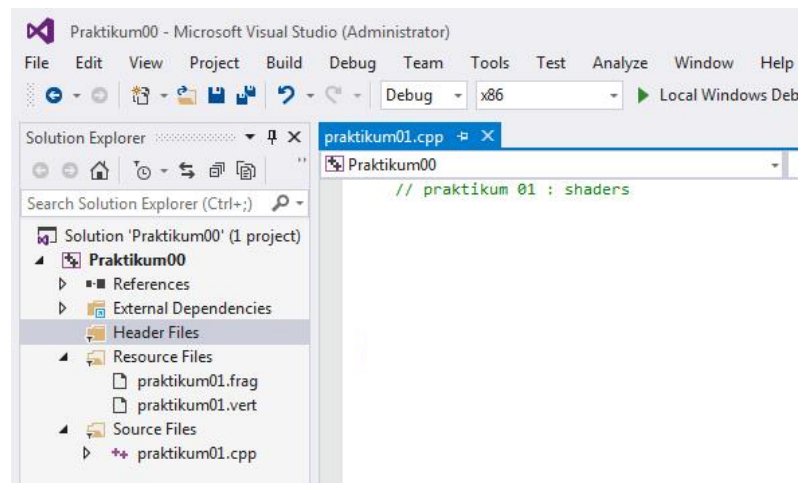 Praktikum00 - Microsoft Visual Studio (Administrator)
File Edit View Project Build Debug Team Tools Test Analyze Window Help
Debug x86 Local Windows Deb
Solution Explorer
praktikum01.cpp
Praktikum00
Search Solution Explorer (Ctrl+;)
// praktikum 01 : shaders
Solution 'Praktikum00' (1 project)
Praktikum00
References
External Dependencies
Header Files
Resource Files
praktikum01.frag
praktikum01.vert
Source Files
praktikum01.cpp